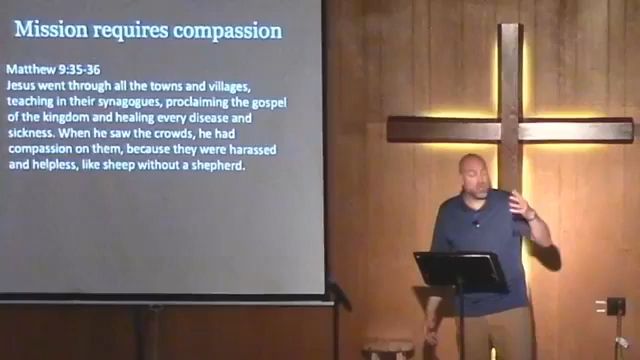 Mission requires compassion
Matthew 9:35-36
Jesus went through all the towns and villages,
teaching in their synagogues, proclaiming the gospel
of the kingdom and healing every disease and
sickness. When he saw the crowds, he had
compassion on them, because they were harassed
and helpless, like sheep without a shepherd.